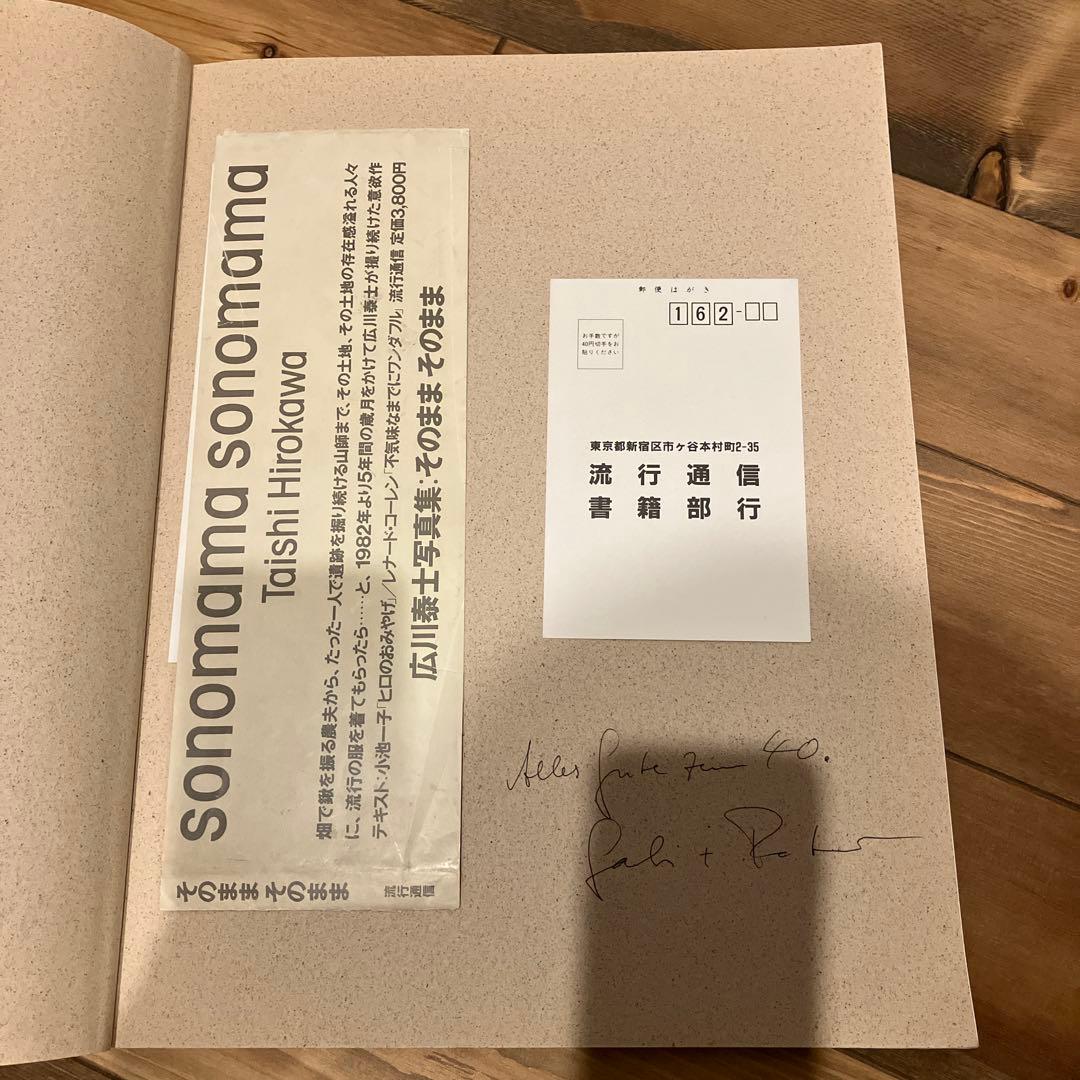 sonomama sonomama
Taishi Hirokawa
畑で鍬を振る農夫から、たった一人で遺跡を掘り続ける山師まで、その土地、その土地の存在感溢れる人々
に、流行の服を着てもらったら……と、1982年より5年間の歳月をかけて広川泰士が撮り続けた意欲作
テキスト:小池一子「ヒロのおみやげ」/レナード・コーレン「不気味なまでにワンダフル」 流行通信 定価3,800円
広川泰士写真集:そのまま そのまま
そのまま そのまま
流行通信
郵便はがき
162-
お手数ですが
40円切手をお
貼りください
東京都新宿区市ヶ谷本村町2-35
流行通信
書籍部行
Alles Gute zum 40.
Gabi +